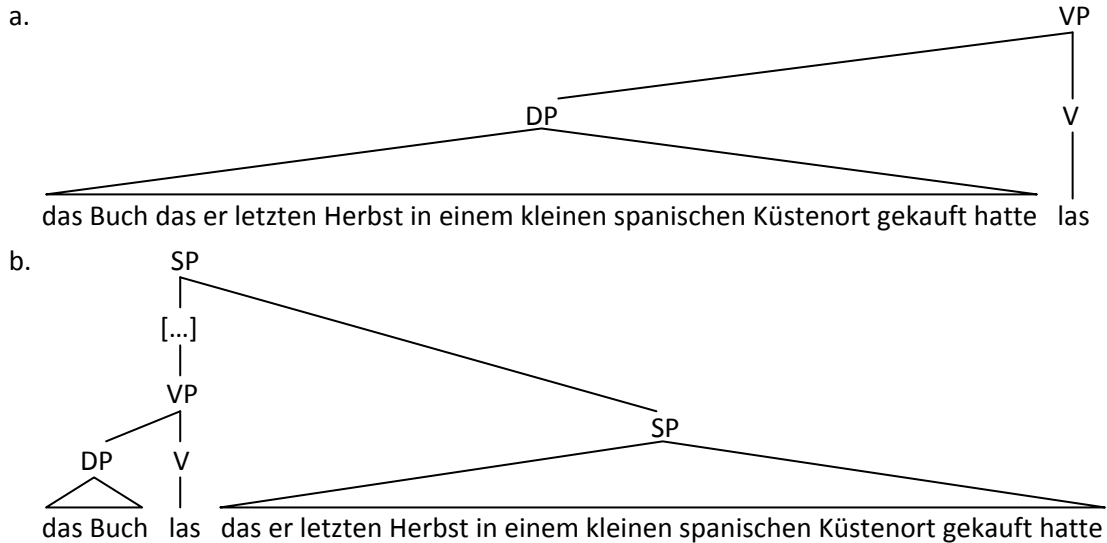 a.
VP
DP V
das Buch das er letzten Herbst in einem kleinen spanischen Küstenort gekauft hatte las
b.
SP
[...]
VP
SP
DP V
das Buch las das er letzten Herbst in einem kleinen spanischen Küstenort gekauft hatte